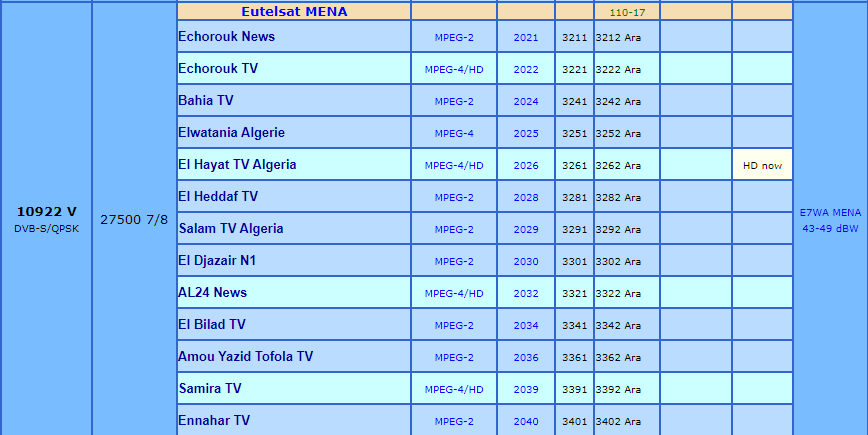 Eutelsat MENA 110-17
Echorouk News MPEG-2 2021 3211 3212 Ara
Echorouk TV MPEG-4/HD 2022 3221 3222 Ara
Bahia TV MPEG-2 2024 3241 3242 Ara
Elwatania Algerie MPEG-4 2025 3251 3252 Ara
El Hayat TV Algeria MPEG-4/HD 2026 3261 3262 Ara HD now
El Heddaf TV MPEG-2 2028 3281 3282 Ara
10922 V
DVB-S/QPSK
27500 7/8
E7WA MENA
43-49 dBW
Salam TV Algeria MPEG-2 2029 3291 3292 Ara
El Djazair N1 MPEG-2 2030 3301 3302 Ara
AL24 News MPEG-4/HD 2032 3321 3322 Ara
El Bilad TV MPEG-2 2034 3341 3342 Ara
Amou Yazid Tofola TV MPEG-2 2036 3361 3362 Ara
Samira TV MPEG-4/HD 2039 3391 3392 Ara
Ennahar TV MPEG-2 2040 3401 3402 Ara